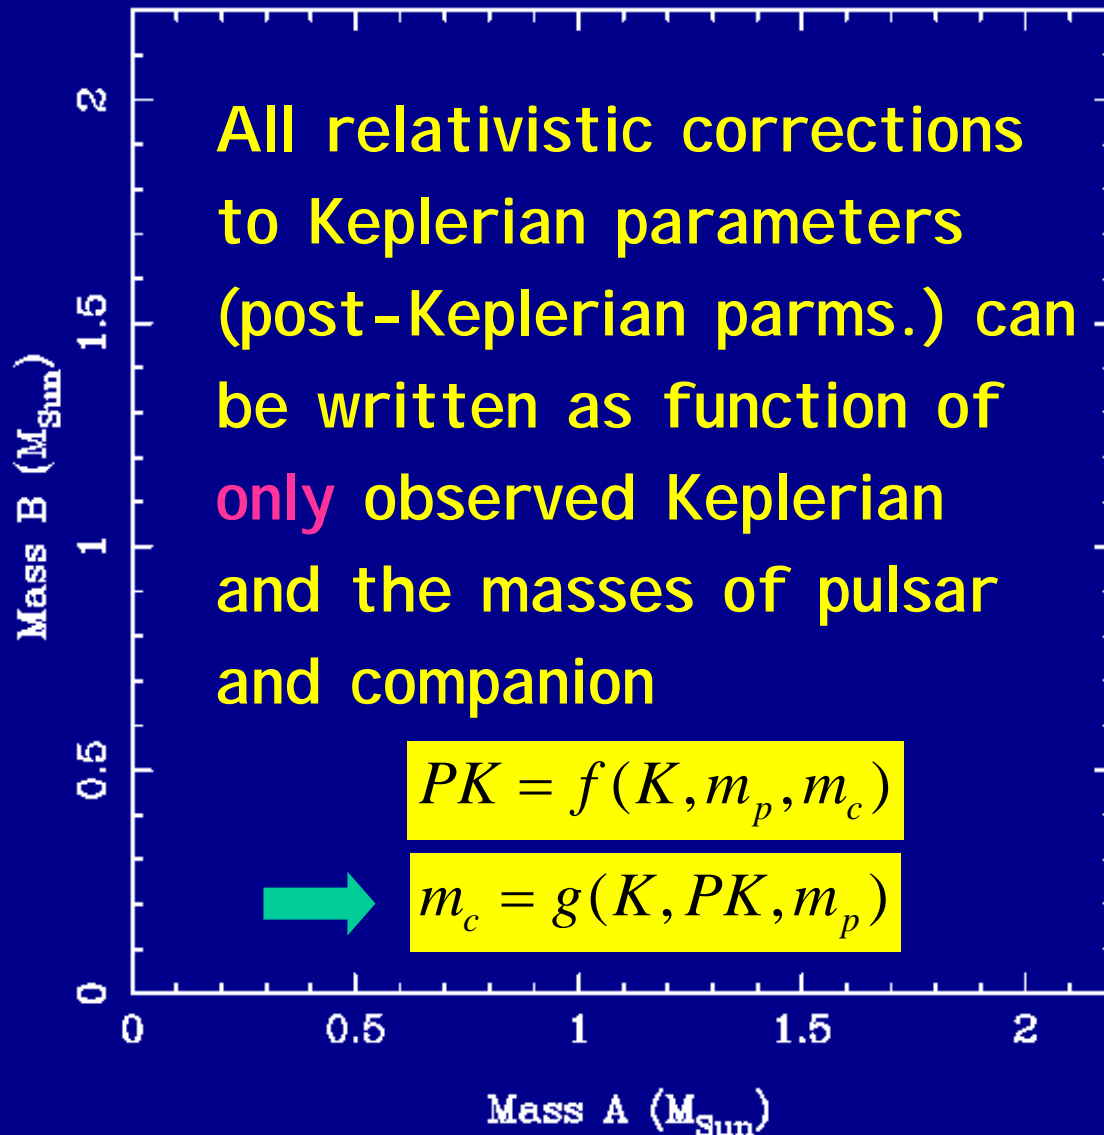 All relativistic corrections
to Keplerian parameters
(post-Keplerian parms.) can
be written as function of
only observed Keplerian
and the masses of pulsar
and companion
PK = f(K, m_p, m_c)
m_c = g(K, PK, m_p)
Mass B (M_Sun)
2
1.5
1
0.5
0
0 0.5 1 1.5 2
Mass A (M_Sun)